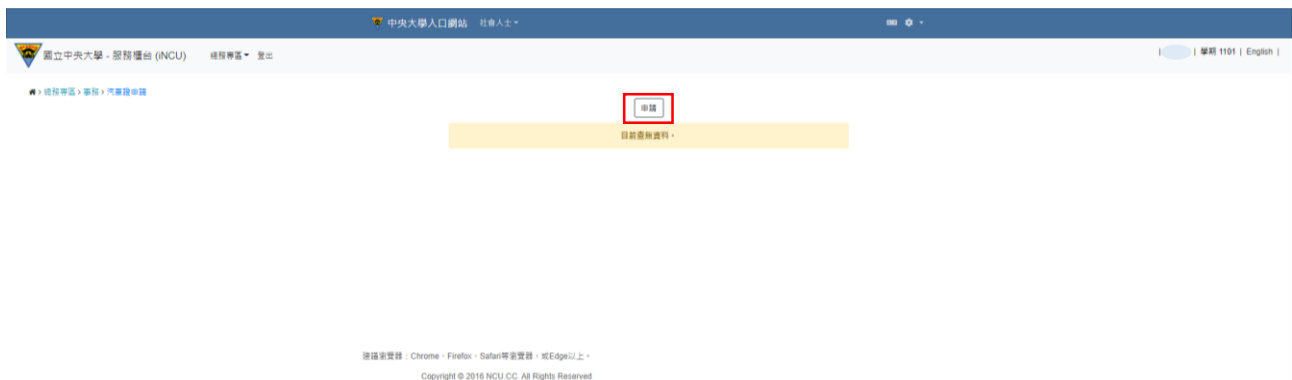 中央大學入口網站 社會人士
國立中央大學 - 服務櫃台 (iNCU) 總務專區 登出 | | 學期 1101 | English |
> 總務專區 > 事務 > 汽車證申請
申請
目前查無資料。
建議瀏覽器：Chrome、Firefox、Safari等瀏覽器，或Edge以上。
Copyright © 2016 NCU.CC. All Rights Reserved